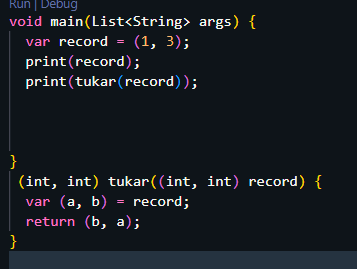 Run | Debug
void main(List<String> args) {
  var record = (1, 3);
  print(record);
  print(tukar(record));
}
 (int, int) tukar((int, int) record) {
  var (a, b) = record;
  return (b, a);
}